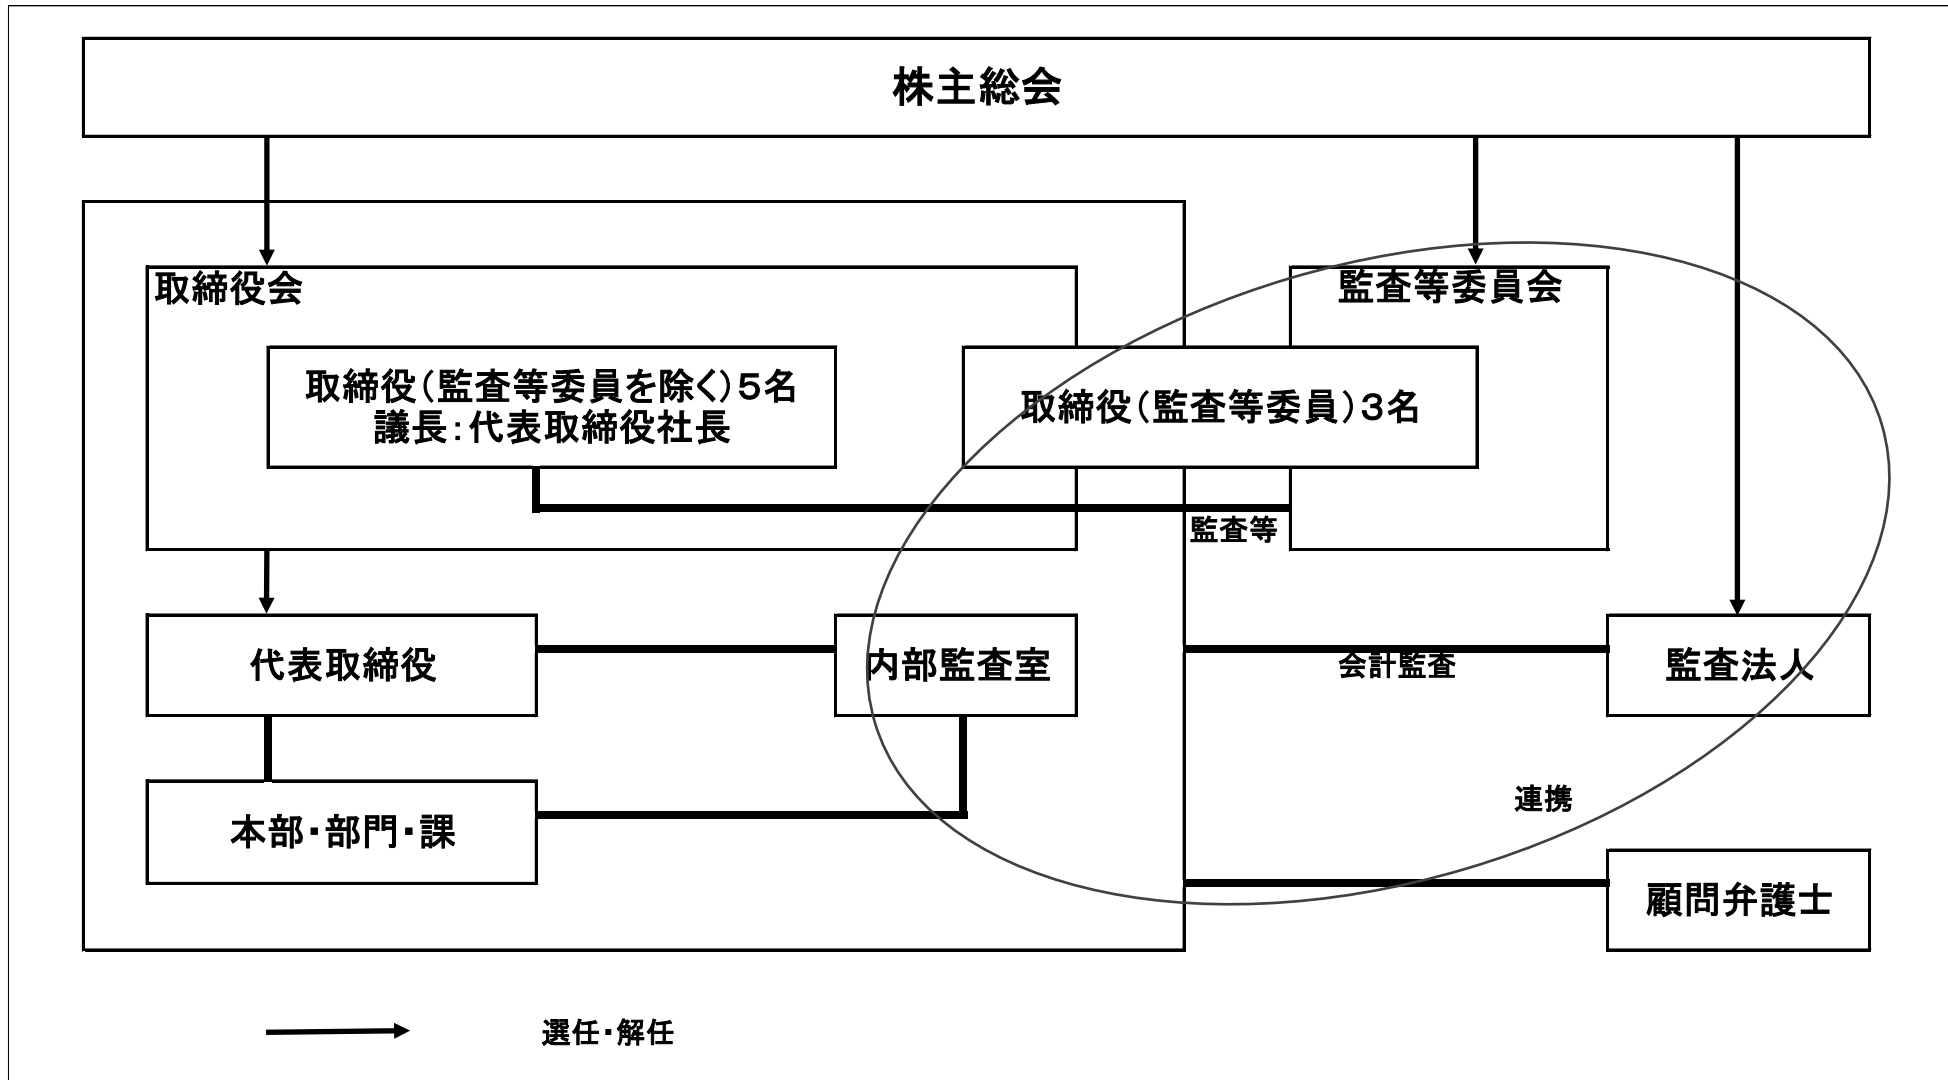 株主総会
取締役会
監査等委員会
取締役（監査等委員を除く）５名
議長：代表取締役社長
取締役（監査等委員）３名
監査等
代表取締役
内部監査室
会計監査
監査法人
連携
本部・部門・課
顧問弁護士
選任・解任